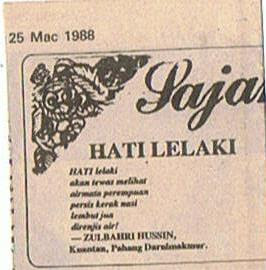 25 Mac 1988
Sajak
HATI LELAKI
HATI lelaki
akan tewas melihat
airmata perempuan
persis kerak nasi
lembut jua
direnjis air!
— ZULBAHRI HUSSIN,
Kuantan, Pahang Darulmakmur.